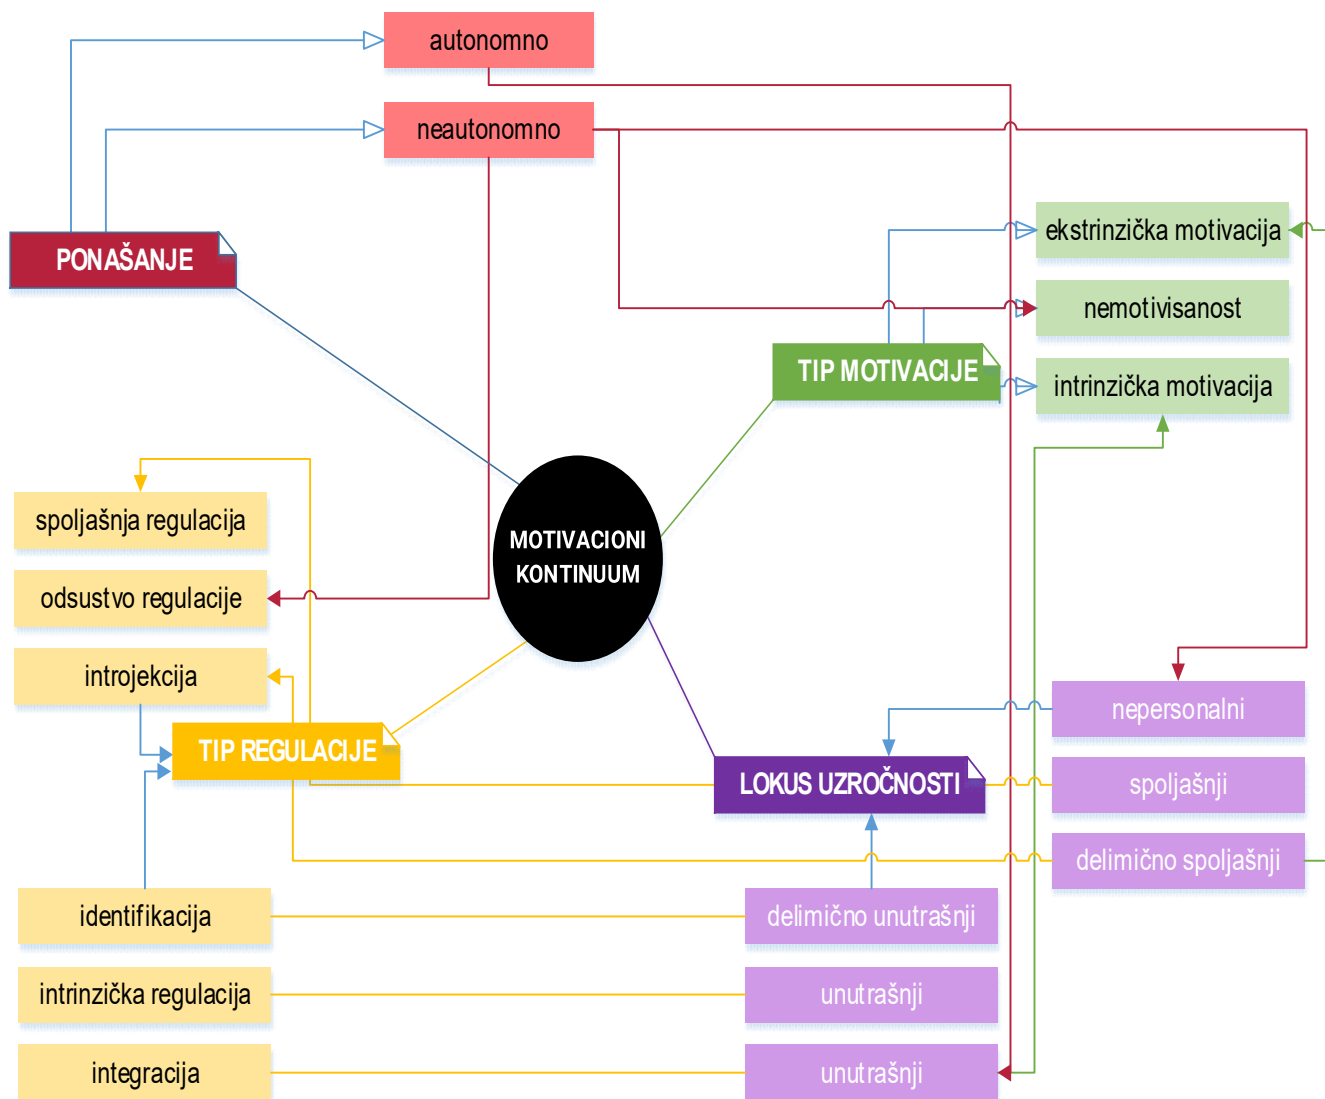 autonomno
neautonomno
PONAŠANJE
ekstrinzička motivacija
nemotivisanost
TIP MOTIVACIJE
intrinzička motivacija
MOTIVACIONI
KONTINUUM
spoljašnja regulacija
odsustvo regulacije
introjekcija
TIP REGULACIJE
nepersonalni
LOKUS UZROČNOSTI
spoljašnji
delimično spoljašnji
identifikacija
delimično unutrašnji
intrinzička regulacija
unutrašnji
integracija
unutrašnji